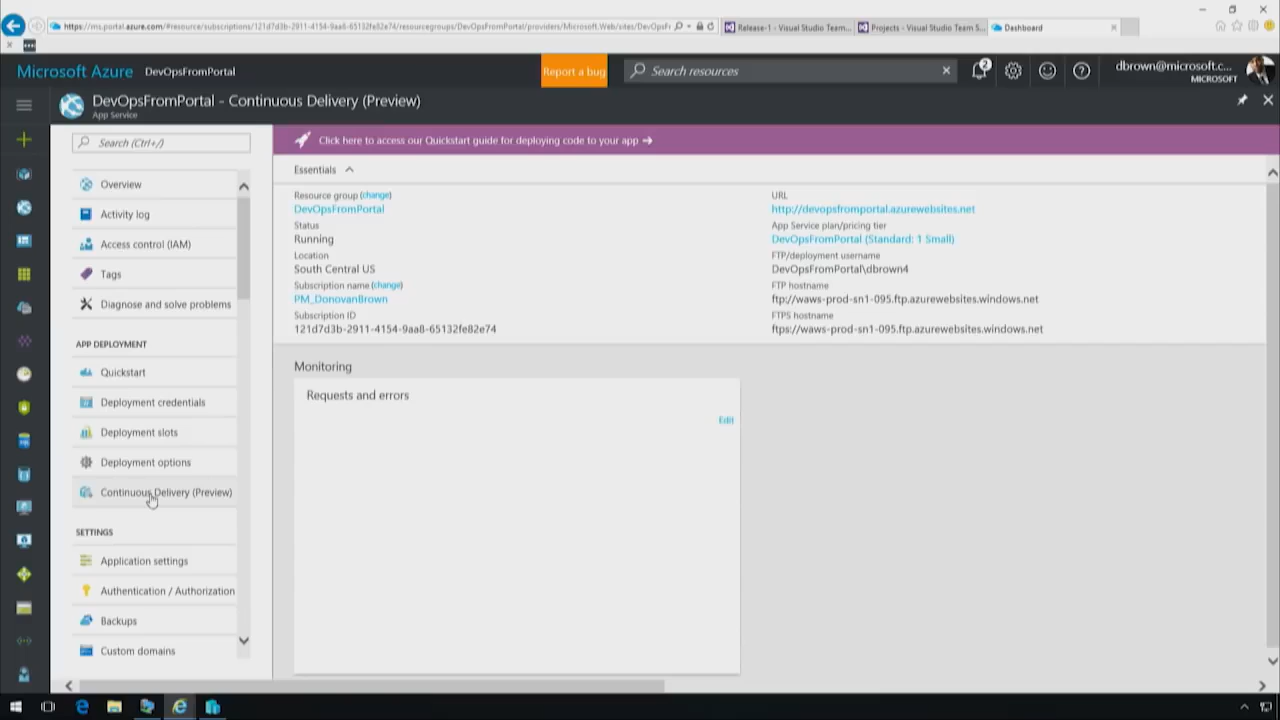 https://ms.portal.azure.com/#resource/subscriptions/121d7d3b-2911-4154-9aa8-65132fe82e74/resourcegroups/DevOpsFromPortal/providers/Microsoft.Web/sites/DevOpsFr
Release-1 - Visual Studio Team...
Projects - Visual Studio Team S...
Dashboard
Microsoft Azure
DevOpsFromPortal
Report a bug
Search resources
2
dbrown@microsoft.c...
MICROSOFT
DevOpsFromPortal - Continuous Delivery (Preview)
App Service
Search (Ctrl+/)
Overview
Activity log
Access control (IAM)
Tags
Diagnose and solve problems
APP DEPLOYMENT
Quickstart
Deployment credentials
Deployment slots
Deployment options
Continuous Delivery (Preview)
SETTINGS
Application settings
Authentication / Authorization
Backups
Custom domains
Click here to access our Quickstart guide for deploying code to your app
Essentials
Resource group (change)
DevOpsFromPortal
Status
Running
Location
South Central US
Subscription name (change)
PM_DonovanBrown
Subscription ID
121d7d3b-2911-4154-9aa8-65132fe82e74
URL
http://devopsfromportal.azurewebsites.net
App Service plan/pricing tier
DevOpsFromPortal (Standard: 1 Small)
FTP/deployment username
DevOpsFromPortal\dbrown4
FTP hostname
ftp://waws-prod-sn1-095.ftp.azurewebsites.windows.net
FTPS hostname
ftps://waws-prod-sn1-095.ftp.azurewebsites.windows.net
Monitoring
Requests and errors
Edit